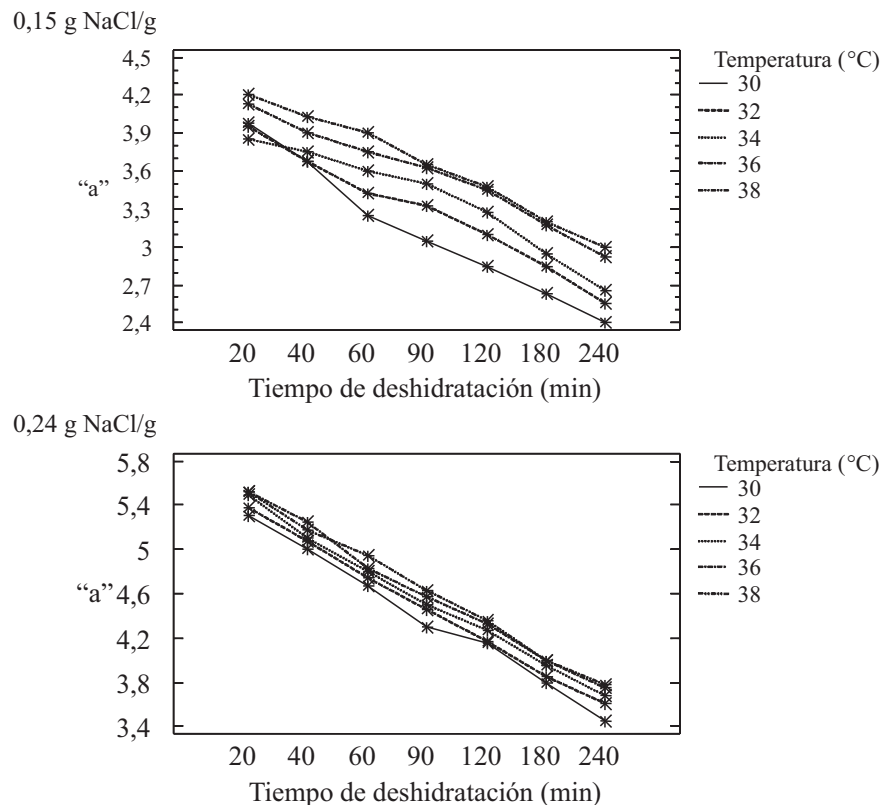 0,15 g NaCl/g
4,5
4,2
3,9
3,6
3,3
3
2,7
2,4
“a”
20 40 60 90 120 180 240
Tiempo de deshidratación (min)
Temperatura (°C)
30
32
34
36
38
0,24 g NaCl/g
5,8
5,4
5
4,6
4,2
3,8
3,4
“a”
20 40 60 90 120 180 240
Tiempo de deshidratación (min)
Temperatura (°C)
30
32
34
36
38